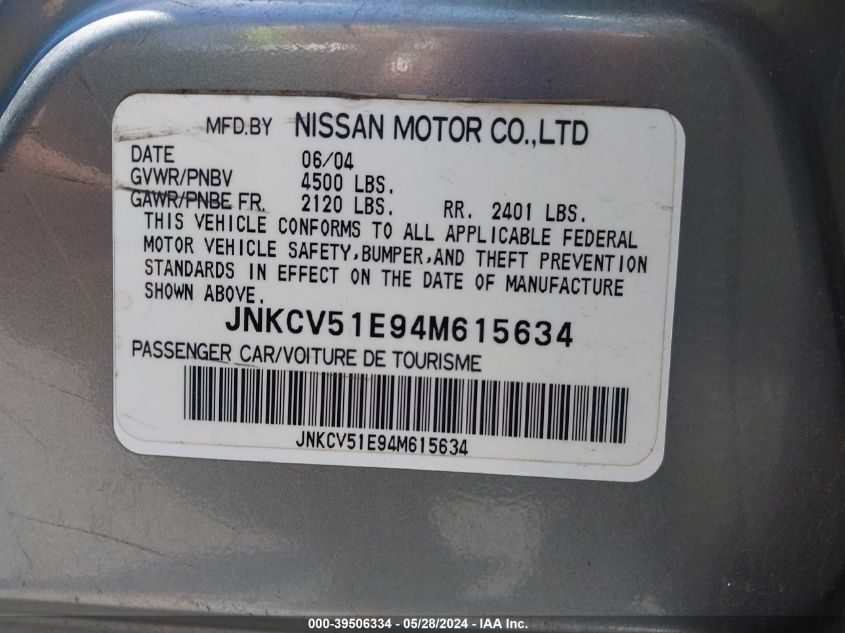 MFD.BY NISSAN MOTOR CO.,LTD
DATE 06/04
GVWR/PNBV 4500 LBS.
GAWR/PNBE FR. 2120 LBS. RR. 2401 LBS.
THIS VEHICLE CONFORMS TO ALL APPLICABLE FEDERAL
MOTOR VEHICLE SAFETY,BUMPER,AND THEFT PREVENTION
STANDARDS IN EFFECT ON THE DATE OF MANUFACTURE
SHOWN ABOVE.
JNKCV51E94M615634
PASSENGER CAR/VOITURE DE TOURISME
JNKCV51E94M615634
000-39506334 - 05/28/2024 - IAA Inc.